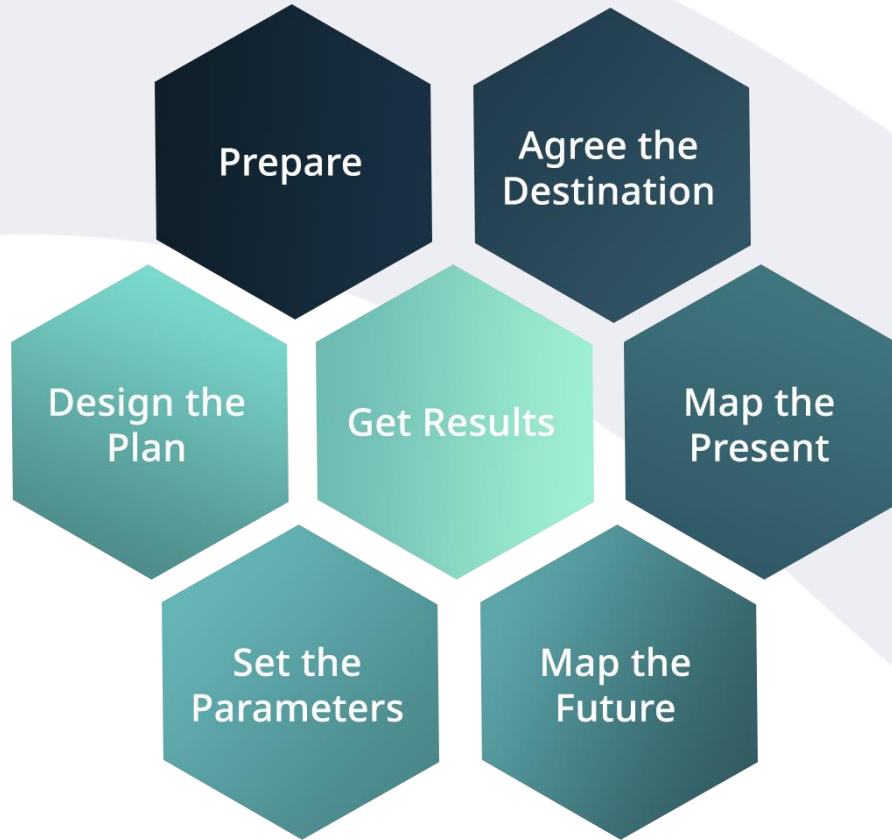 Prepare
Agree the
Destination
Design the
Plan
Get Results
Map the
Present
Set the
Parameters
Map the
Future